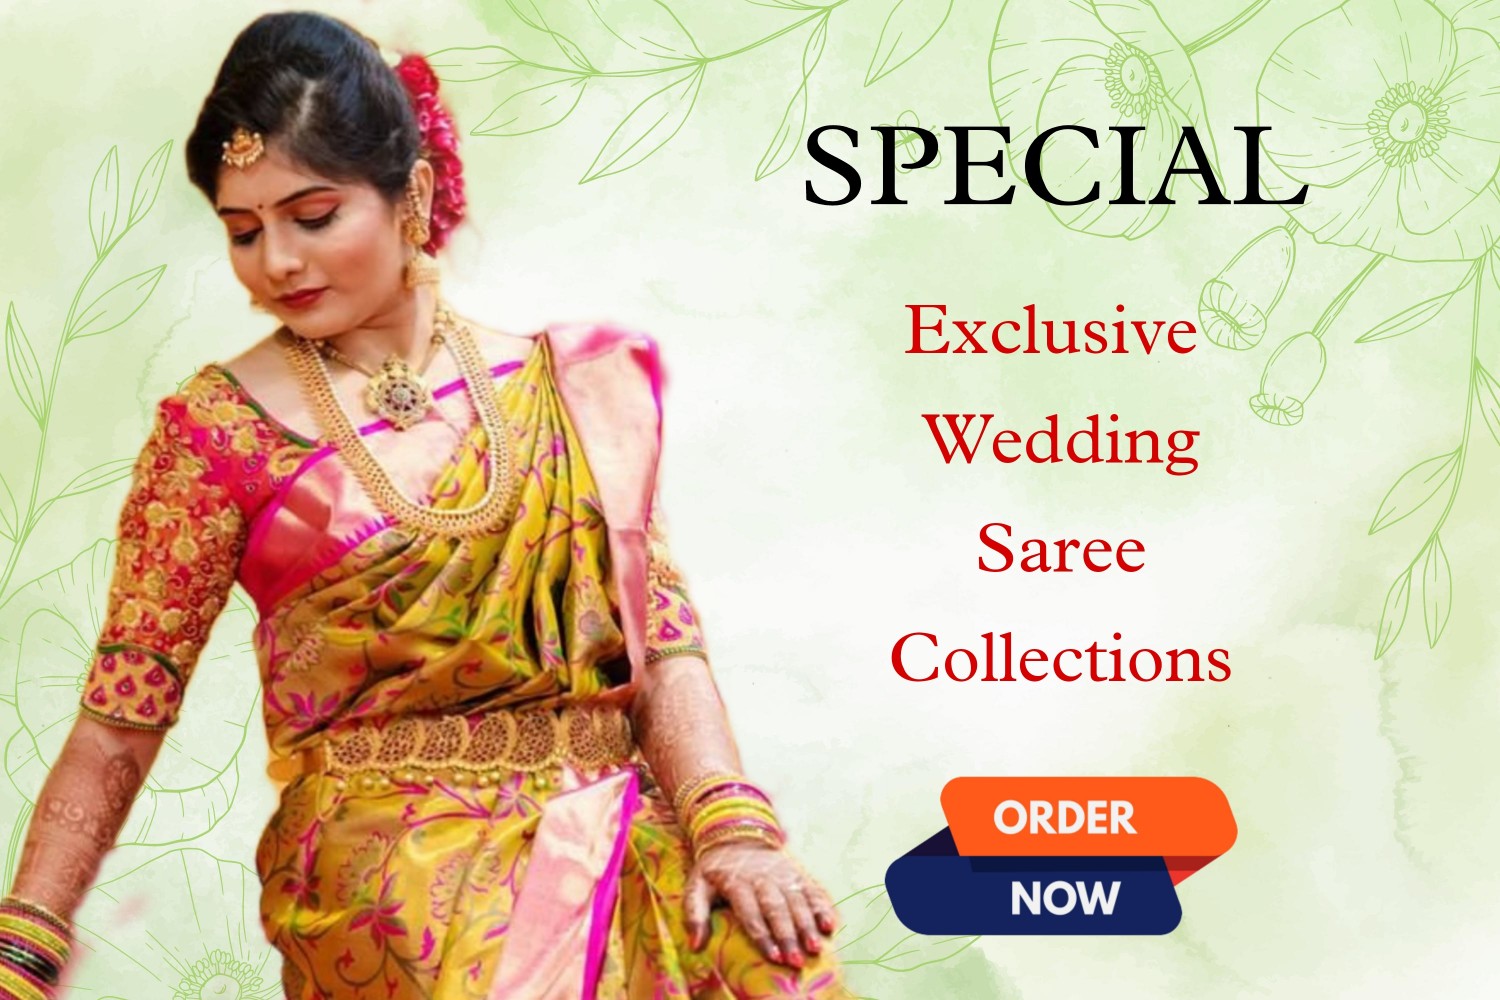 SPECIAL
Exclusive
Wedding
Saree
Collections
ORDER
NOW